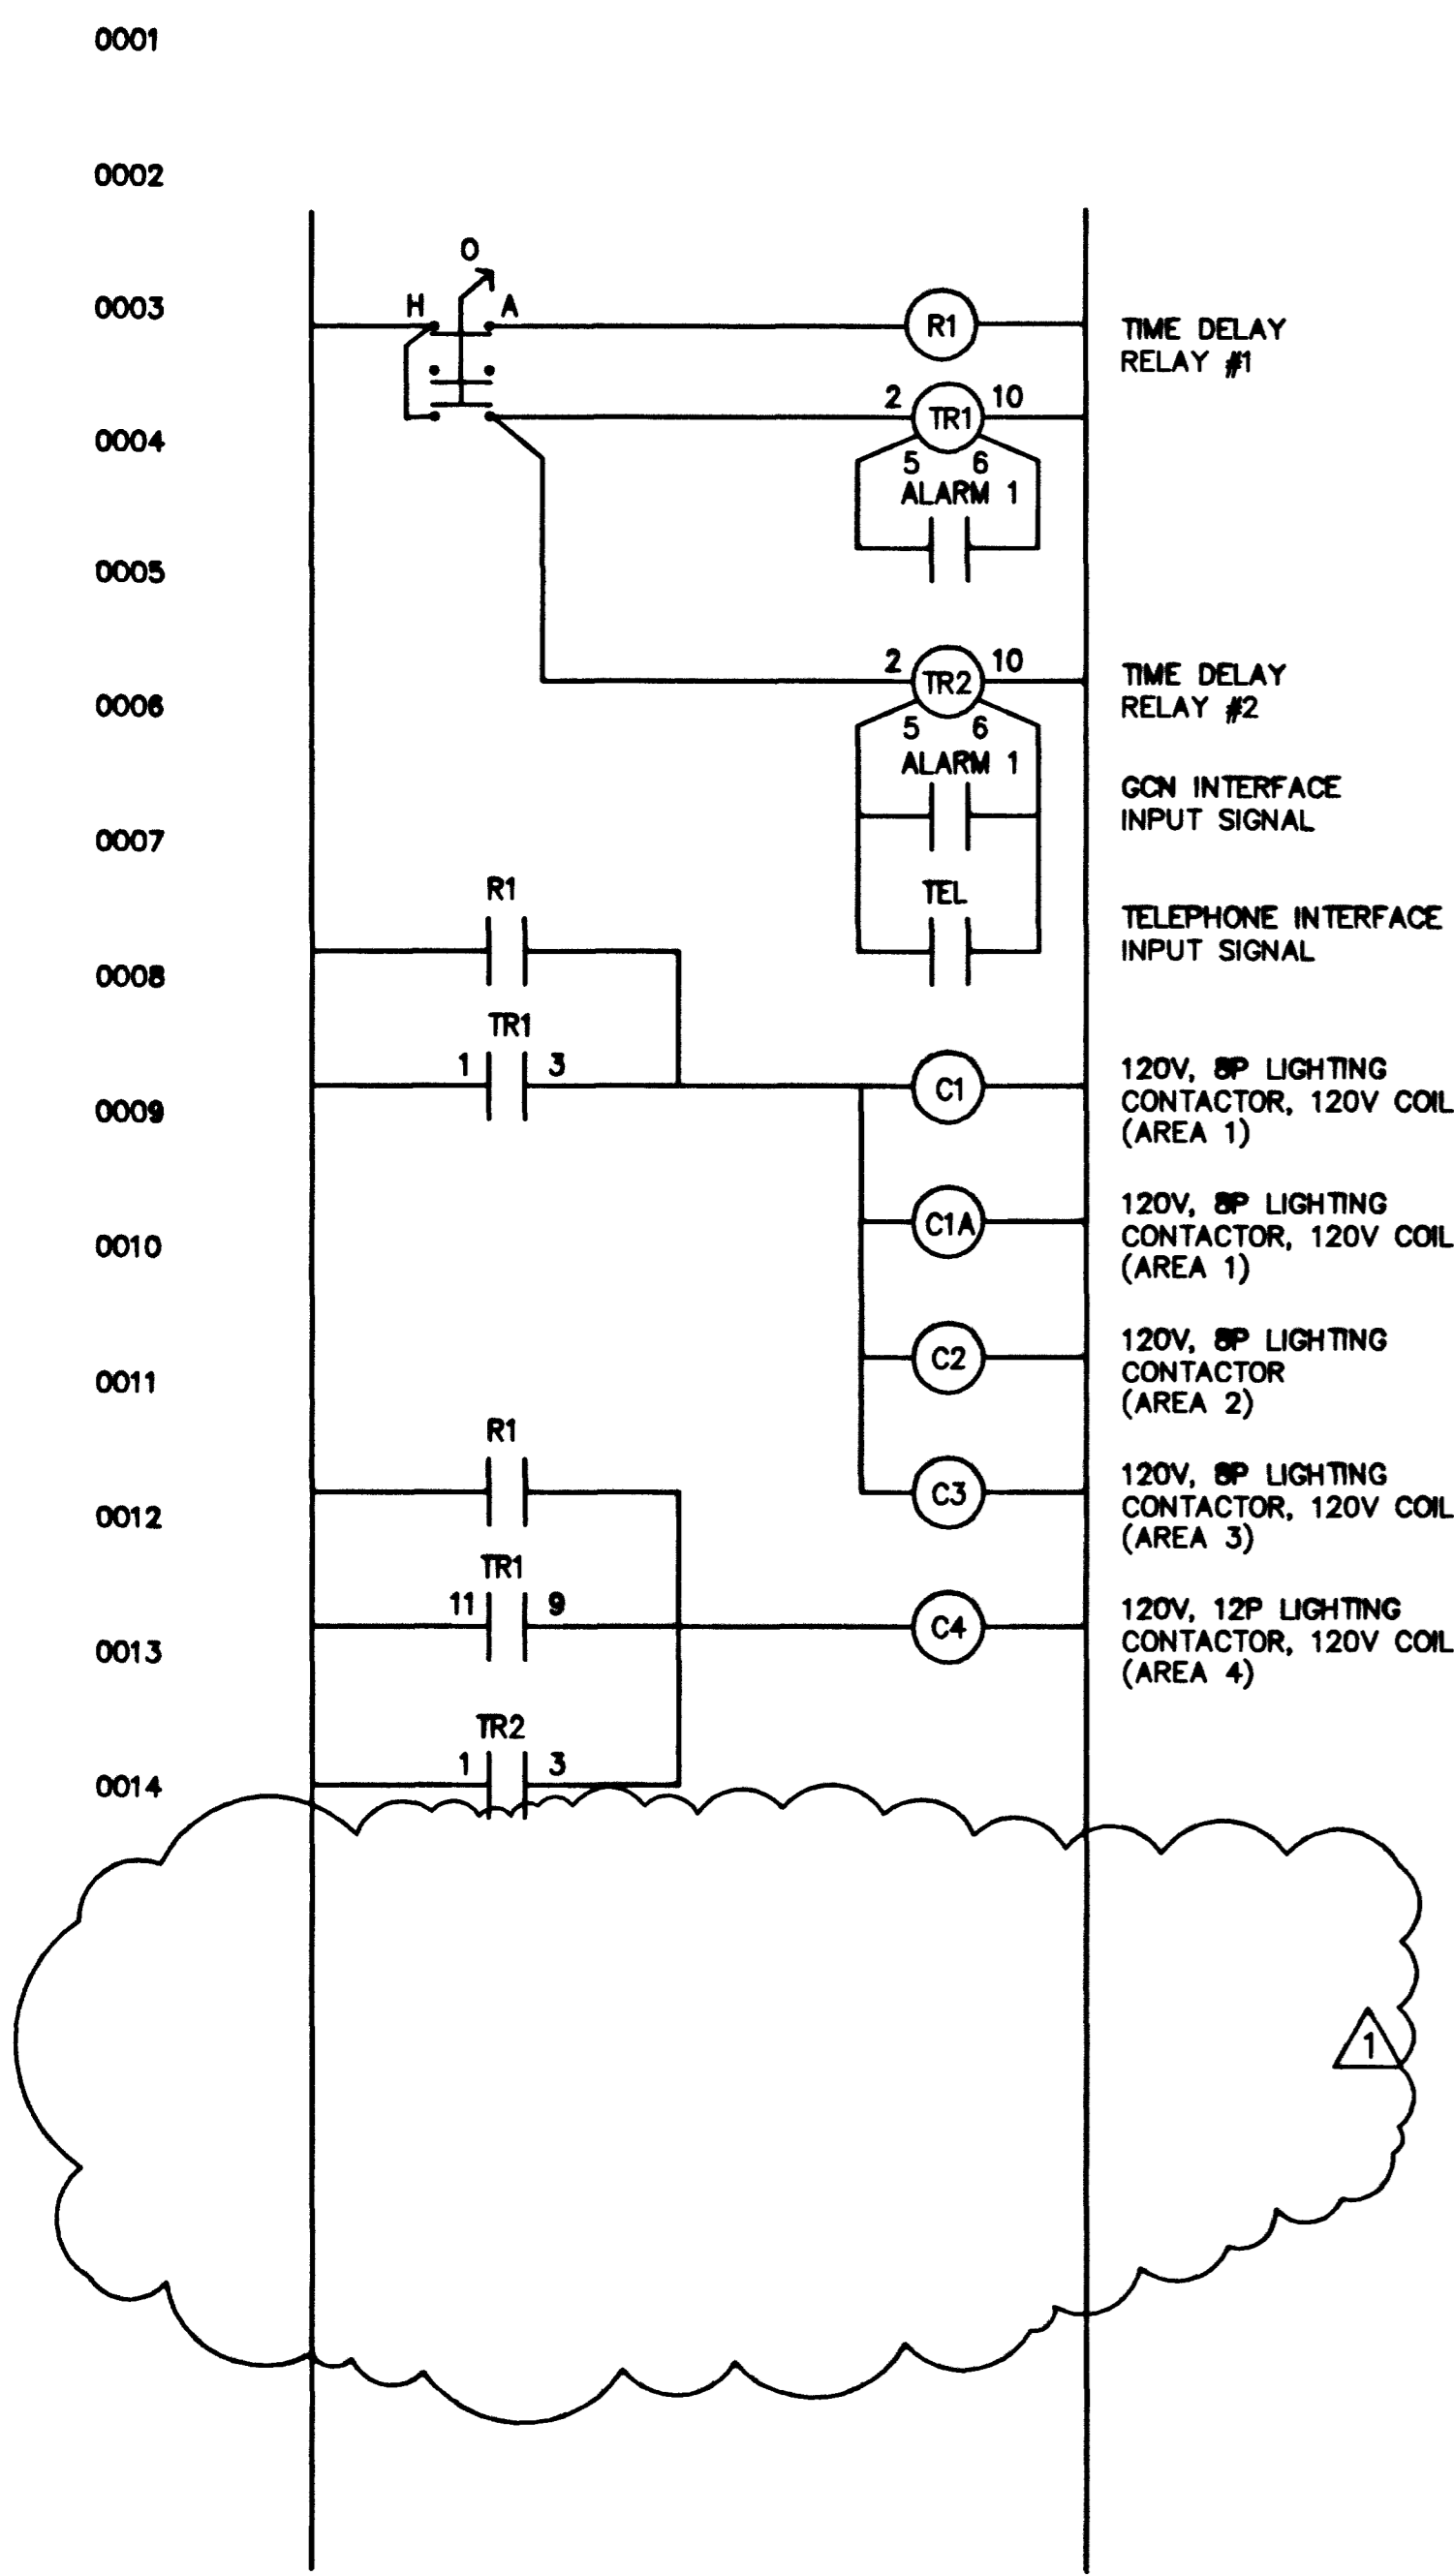 0001
0002
O
0003
H A
R1
TIME DELAY
RELAY #1
2 TR1 10
0004
5 6
ALARM 1
0005
2 TR2 10
TIME DELAY
RELAY #2
0006
5 6
ALARM 1
GCN INTERFACE
INPUT SIGNAL
0007
R1
TEL
TELEPHONE INTERFACE
INPUT SIGNAL
0008
TR1
1 3
C1
120V, 8P LIGHTING
CONTACTOR, 120V COIL
(AREA 1)
0009
C1A
120V, 8P LIGHTING
CONTACTOR, 120V COIL
(AREA 1)
0010
C2
120V, 8P LIGHTING
CONTACTOR
(AREA 2)
0011
R1
C3
120V, 8P LIGHTING
CONTACTOR, 120V COIL
(AREA 3)
0012
TR1
11 9
C4
120V, 12P LIGHTING
CONTACTOR, 120V COIL
(AREA 4)
0013
TR2
1 3
0014
1